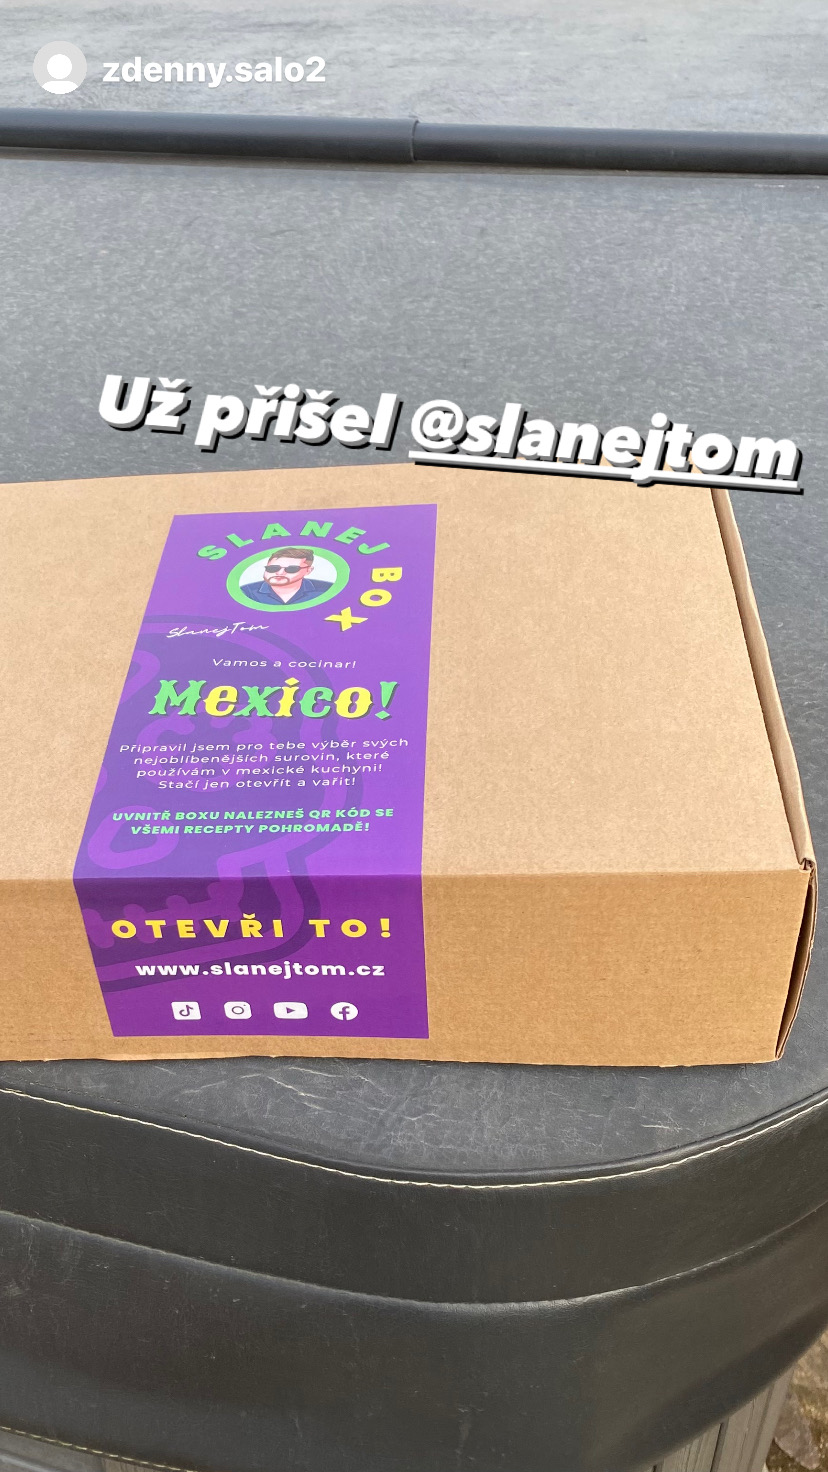 zdenny.salo2
Už přišel @slanejtom
SLANEJ BOX
SlanejTom
Vamos a cocinar!
Mexico!
Připravil jsem pro tebe výběr svých
nejoblíbenějších surovin, které
používám v mexické kuchyni!
Stačí jen otevřít a vařit!
UVNITŘ BOXU NALEZNEŠ QR KÓD SE
VŠEMI RECEPTY POHROMADĚ!
OTEVŘI TO!
www.slanejtom.cz